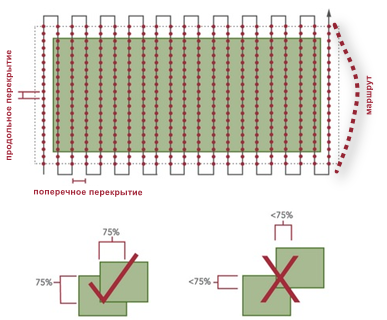 продольное перекрытие
маршрут
поперечное перекрытие
75%
75%
<75%
<75%